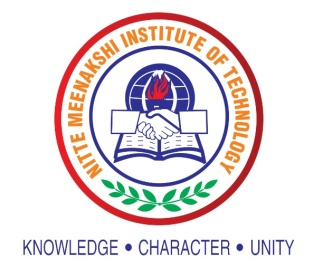 NITTE MEENAKSHI INSTITUTE OF TECHNOLOGY
KNOWLEDGE • CHARACTER • UNITY